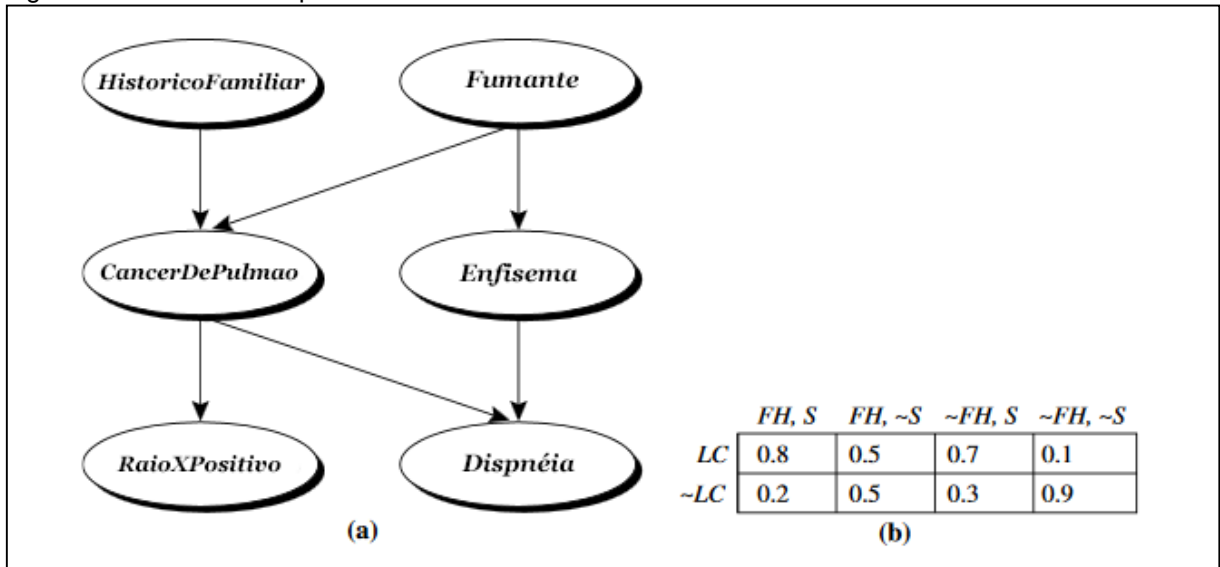 HistoricoFamiliar
Fumante
CancerDePulmao
Enfisema
RaioXPositivo
Dispnéia
(a)
FH, S FH, ~S ~FH, S ~FH, ~S
LC 0.8 0.5 0.7 0.1
~LC 0.2 0.5 0.3 0.9
(b)